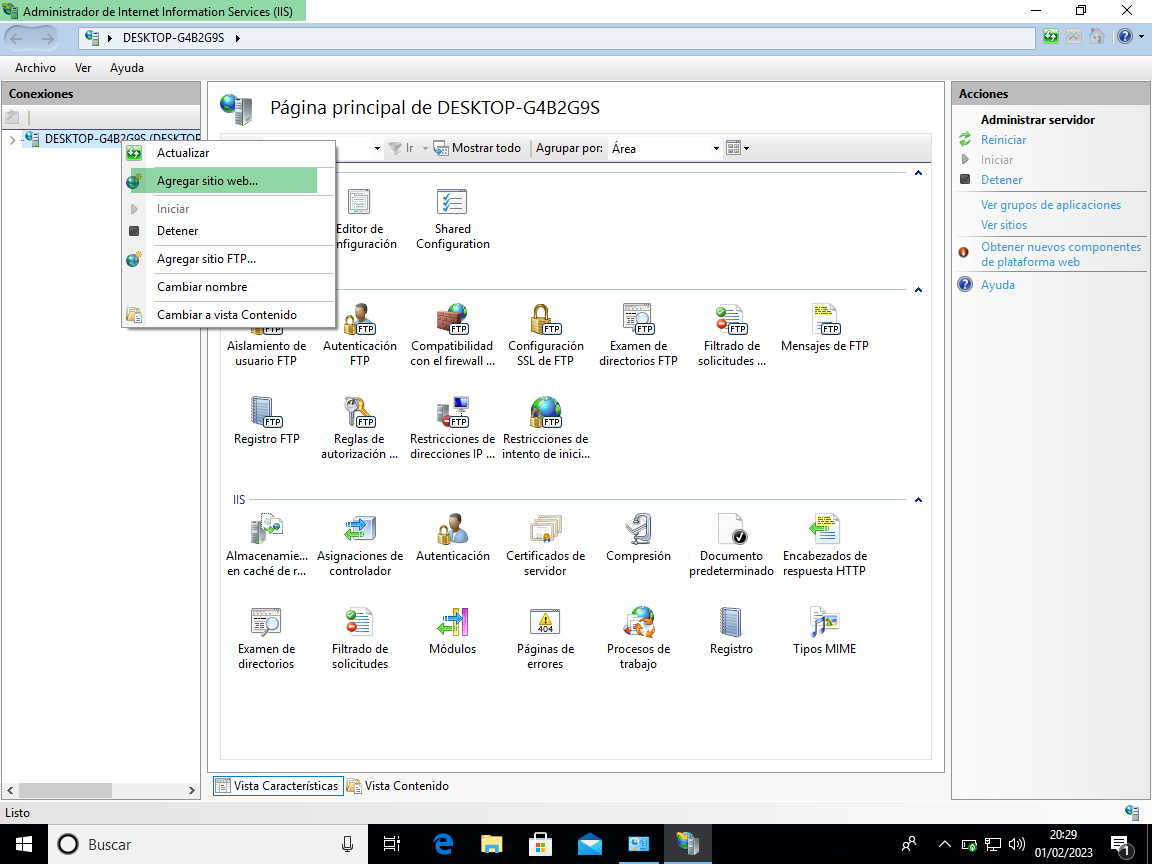 Administrador de Internet Information Services (IIS)
DESKTOP-G4B2G9S
Archivo Ver Ayuda
Conexiones
DESKTOP-G4B2G9S (DESKTOP
Actualizar
Agregar sitio web...
Iniciar
Detener
Agregar sitio FTP...
Cambiar nombre
Cambiar a vista Contenido
Página principal de DESKTOP-G4B2G9S
Ir Mostrar todo Agrupar por: Área
Editor de
nfiguración
Shared
Configuration
Aislamiento de
usuario FTP
Autenticación
FTP
Compatibilidad
con el firewall ...
Configuración
SSL de FTP
Examen de
directorios FTP
Filtrado de
solicitudes ...
Mensajes de FTP
Registro FTP
Reglas de
autorización ...
Restricciones de
direcciones IP ...
Restricciones de
intento de inici...
IIS
Almacenamie...
en caché de r...
Asignaciones de
controlador
Autenticación
Certificados de
servidor
Compresión
Documento
predeterminado
Encabezados de
respuesta HTTP
Examen de
directorios
Filtrado de
solicitudes
Módulos
404
Páginas de
errores
Procesos de
trabajo
Registro
Tipos MIME
Vista Características Vista Contenido
Acciones
Administrar servidor
Reiniciar
Iniciar
Detener
Ver grupos de aplicaciones
Ver sitios
Obtener nuevos componentes
de plataforma web
Ayuda
Listo
Buscar
20:29
01/02/2023
1